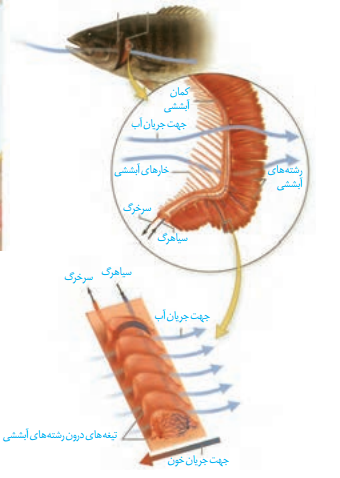 کمان
آبششی
جهت جریان آب
رشته‌های
آبششی
خارهای آبششی
سرخرگ
سیاهرگ
سیاهرگ
سرخرگ
جهت جریان آب
تیغه‌های درون رشته‌های آبششی
جهت جریان خون